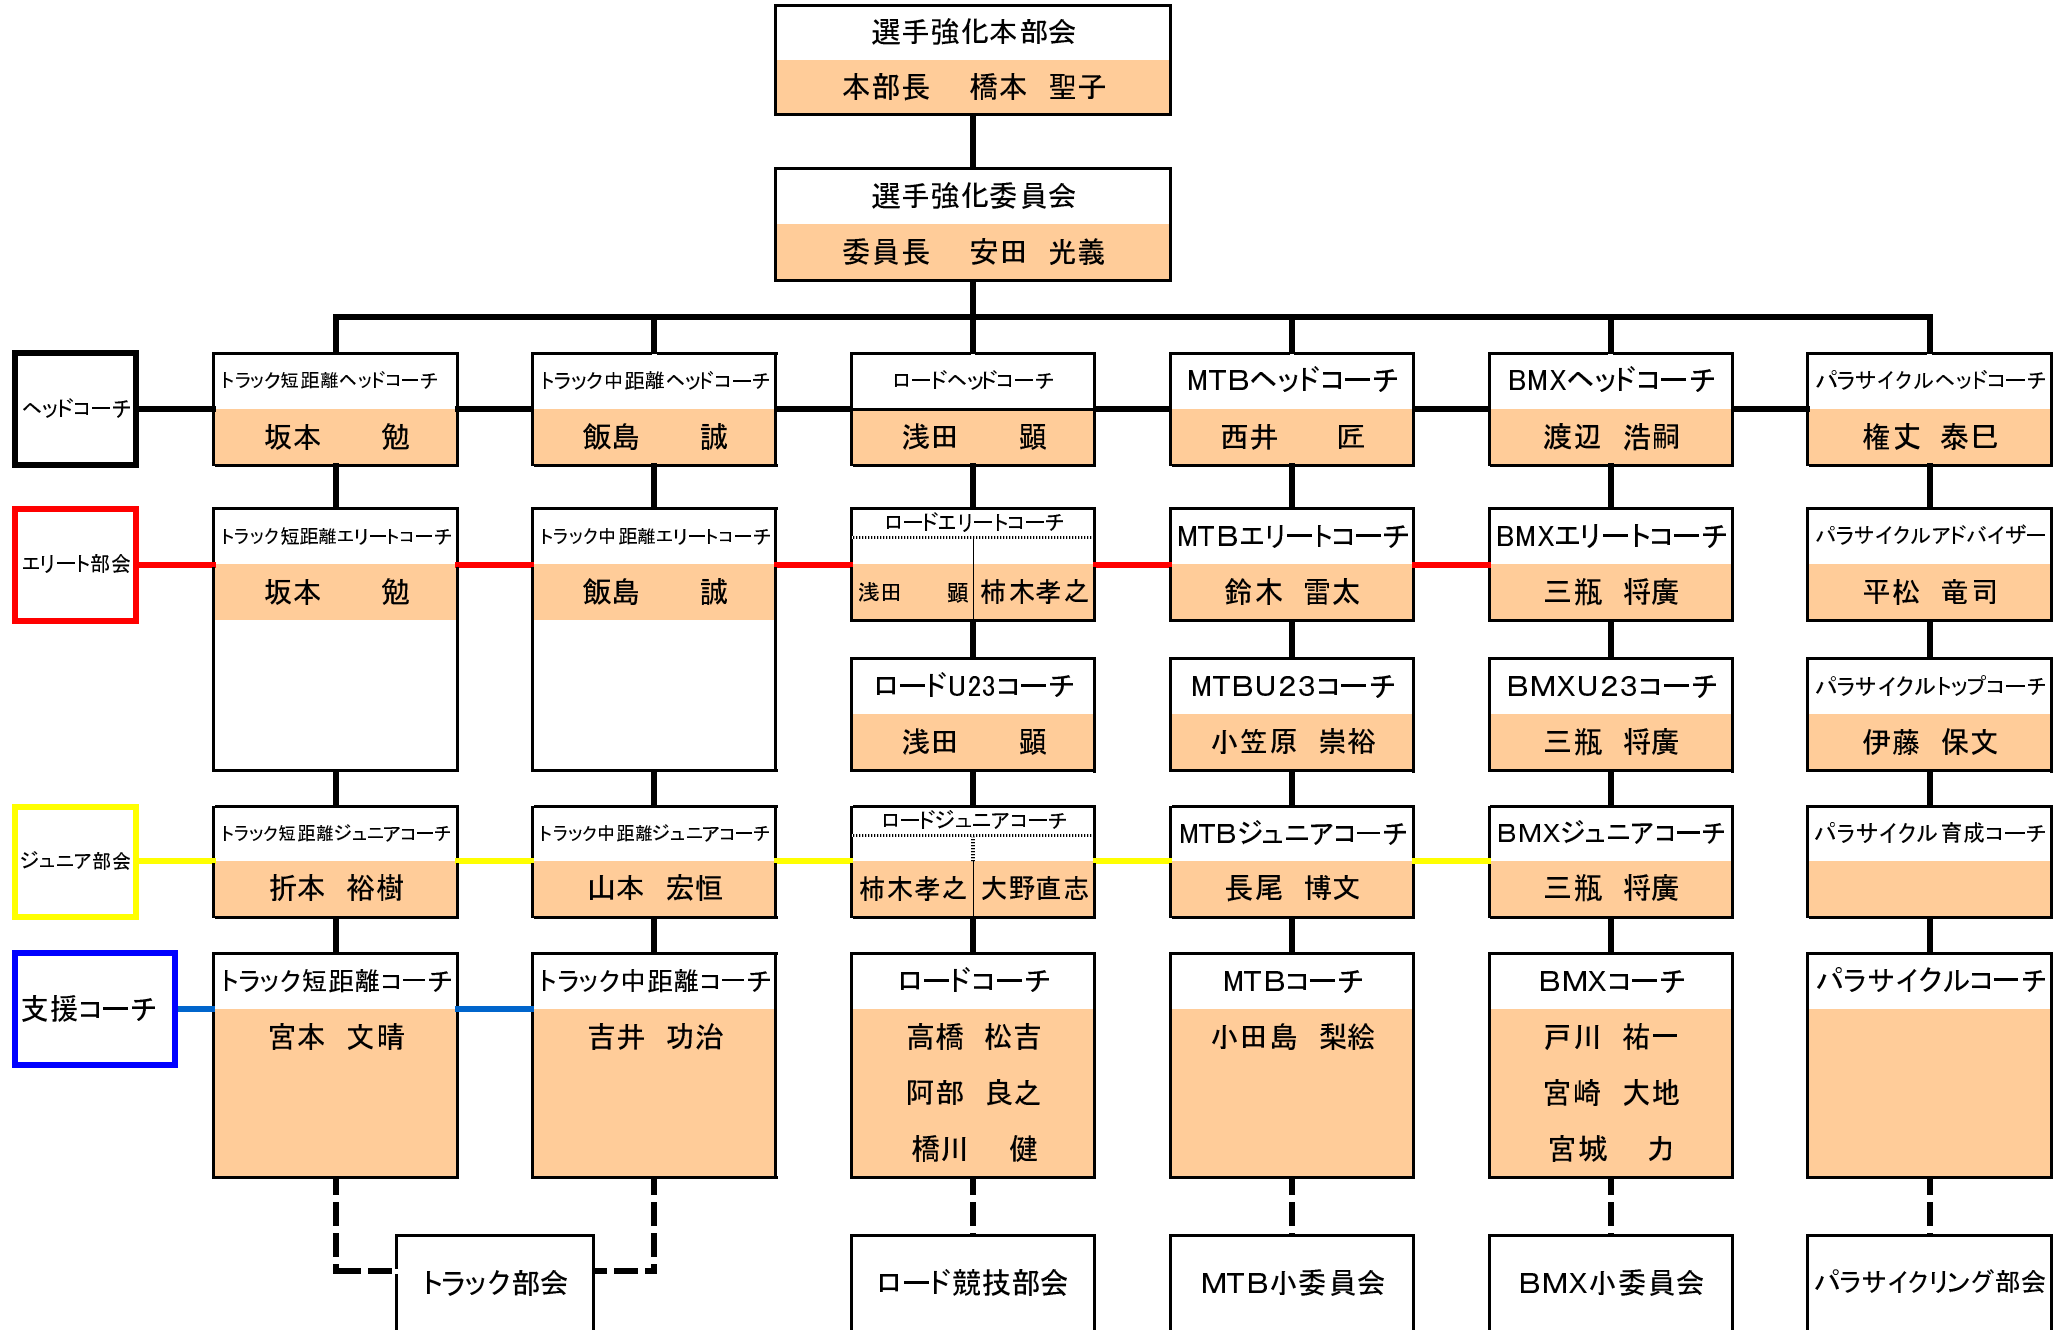 選手強化本部会
本部長 橋本 聖子
選手強化委員会
委員長 安田 光義
ヘッドコーチ
トラック短距離ヘッドコーチ
坂本 勉
トラック中距離ヘッドコーチ
飯島 誠
ロードヘッドコーチ
浅田 顕
MTBヘッドコーチ
西井 匠
BMXヘッドコーチ
渡辺 浩嗣
パラサイクルヘッドコーチ
権丈 泰巳
エリート部会
トラック短距離エリートコーチ
坂本 勉
トラック中距離エリートコーチ
飯島 誠
ロードエリートコーチ
浅田 顕 柿木孝之
MTBエリートコーチ
鈴木 雷太
BMXエリートコーチ
三瓶 将廣
パラサイクルアドバイザー
平松 竜司
ロードU23コーチ
浅田 顕
MTBU23コーチ
小笠原 崇裕
BMXU23コーチ
三瓶 将廣
パラサイクルトップコーチ
伊藤 保文
ジュニア部会
トラック短距離ジュニアコーチ
折本 裕樹
トラック中距離ジュニアコーチ
山本 宏恒
ロードジュニアコーチ
柿木孝之 大野直志
MTBジュニアコーチ
長尾 博文
BMXジュニアコーチ
三瓶 将廣
パラサイクル育成コーチ
支援コーチ
トラック短距離コーチ
宮本 文晴
トラック中距離コーチ
吉井 功治
ロードコーチ
高橋 松吉
阿部 良之
橋川 健
MTBコーチ
小田島 梨絵
BMXコーチ
戸川 祐一
宮崎 大地
宮城 力
パラサイクルコーチ
トラック部会
ロード競技部会
MTB小委員会
BMX小委員会
パラサイクリング部会